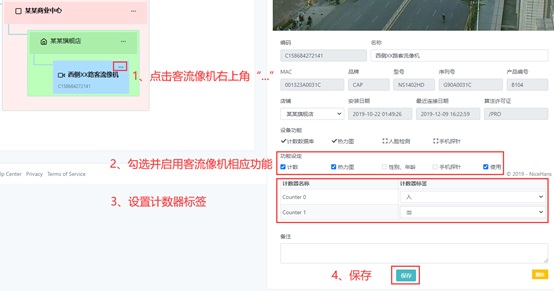 某某商业中心 ...
某某旗舰店 ...
西侧XX路客流像机 ...
C158684272141
1、点击客流像机右上角“...”
2、勾选并启用客流像机相应功能
3、设置计数器标签
Help Center Privacy Terms of Service
编码 名称
C158684272141 西侧XX路客流像机
MAC 品牌 型号 序列号 产品编号
001323A0031C CAP NS1402HD G90A0031C 8104
店铺 安装日期 最近连接日期 算法许可证
某某旗舰店 2019-10-22 01:49:26 2019-12-09 16:22:59 /PRO
设备功能
计数数据库 热力图 人脸检测 手机探针
功能设定
计数 热力图 性别、年龄 手机探针 使用
© 2019 - NiceHans
计数器名称 计数器标签
Counter 0 入
Counter 1 出
备注
4、保存 保存 删除